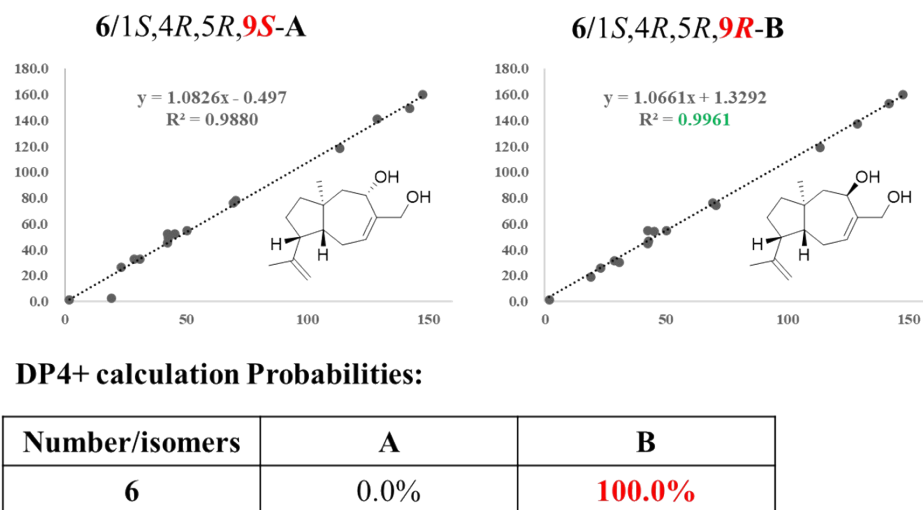 6/1S,4R,5R,9S-A
6/1S,4R,5R,9R-B
180.0
160.0
140.0
120.0
100.0
80.0
60.0
40.0
20.0
0.0
0
50
100
150
y = 1.0826x - 0.497
R² = 0.9880
OH
OH
H
H
180.0
160.0
140.0
120.0
100.0
80.0
60.0
40.0
20.0
0.0
0
50
100
150
y = 1.0661x + 1.3292
R² = 0.9961
OH
OH
H
H
DP4+ calculation Probabilities:
Number/isomers A B
6 0.0% 100.0%